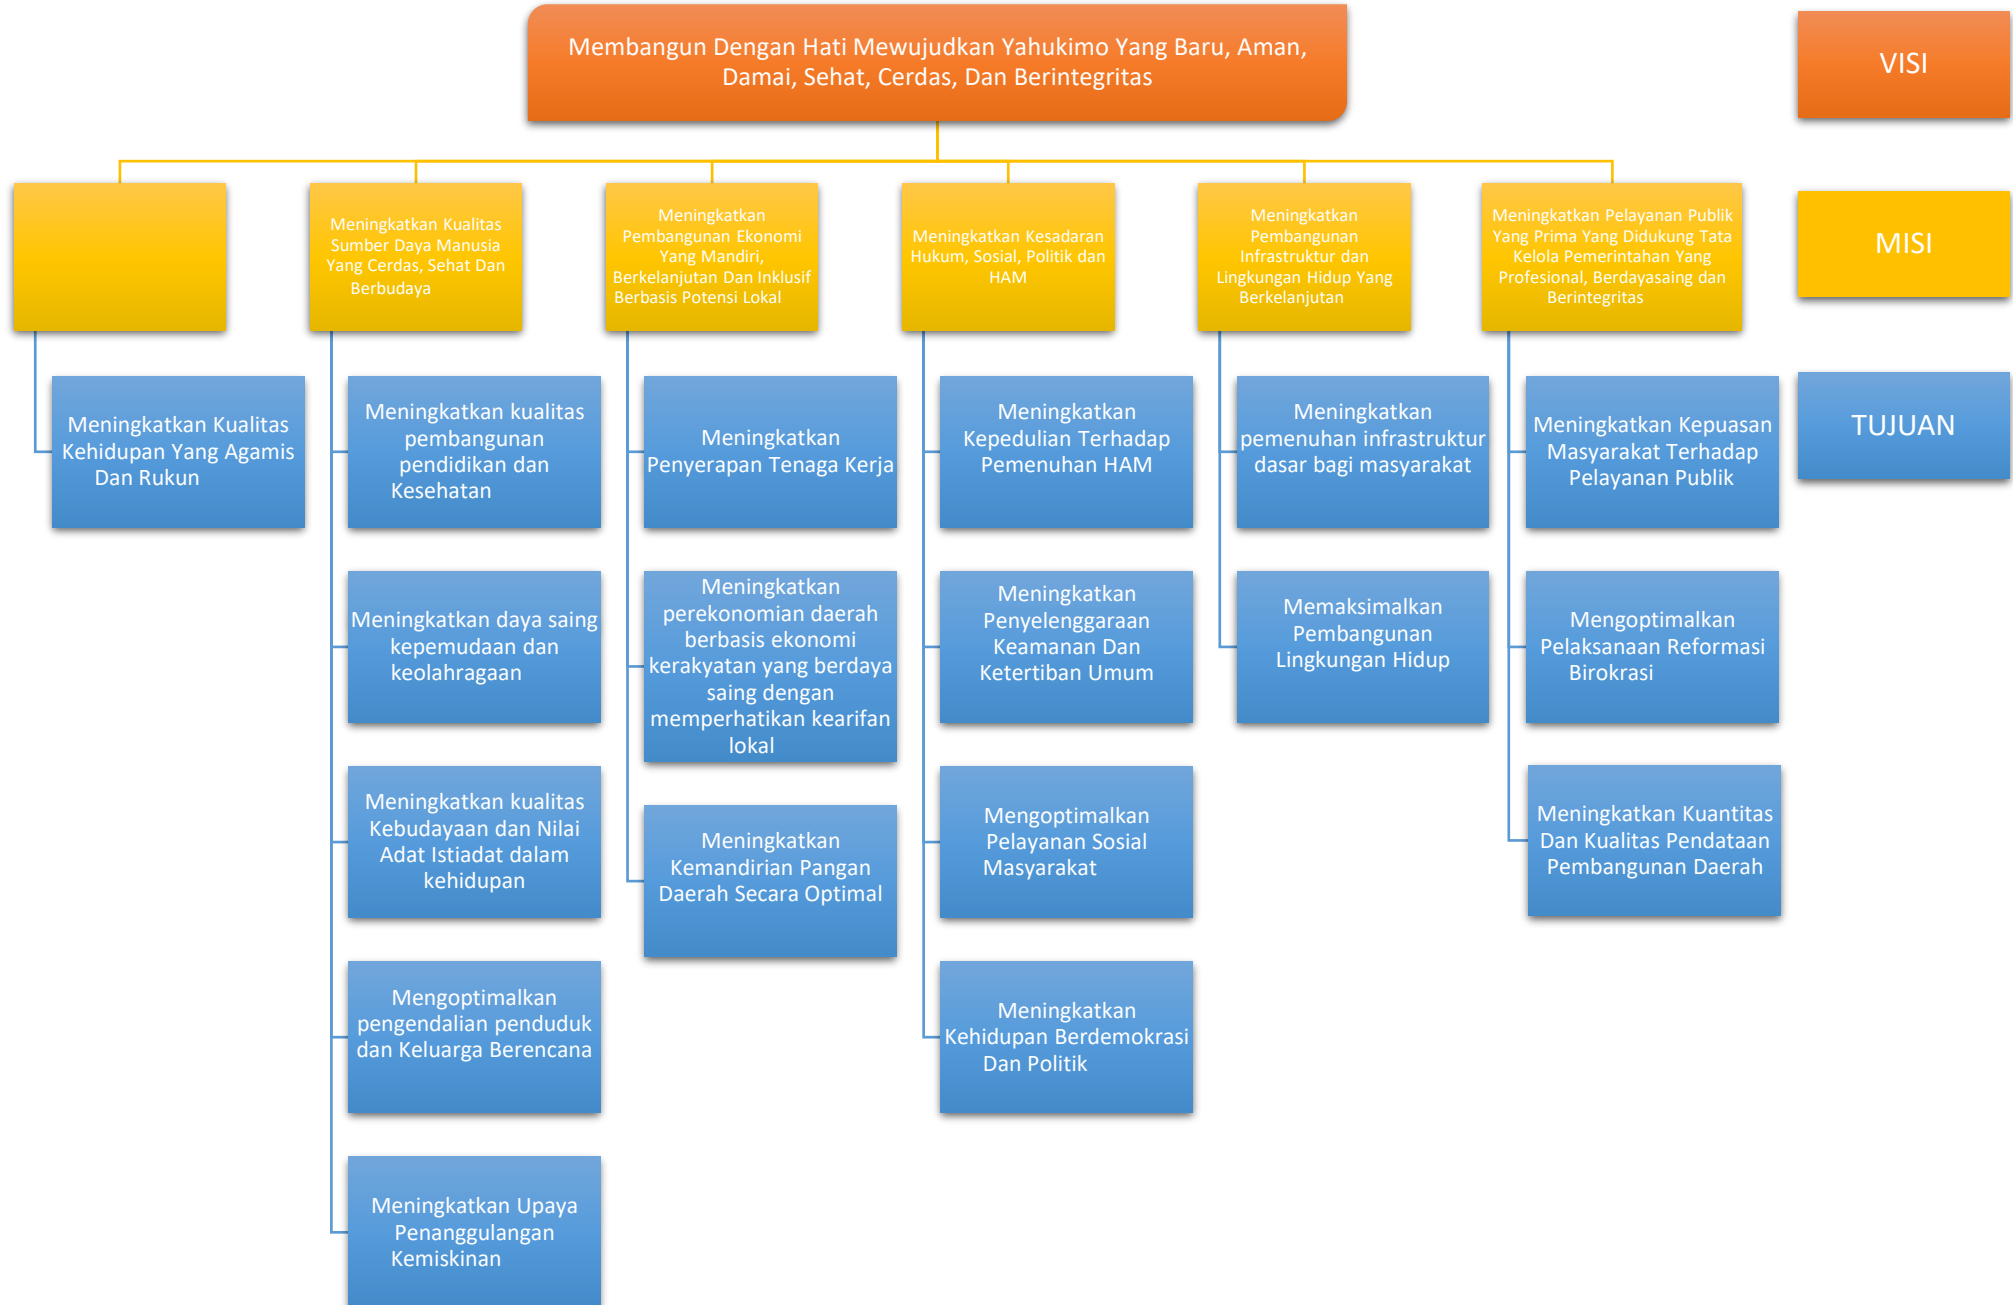 Membangun Dengan Hati Mewujudkan Yahukimo Yang Baru, Aman,
Damai, Sehat, Cerdas, Dan Berintegritas
VISI
Meningkatkan Kualitas
Sumber Daya Manusia
Yang Cerdas, Sehat Dan
Berbudaya
Meningkatkan
Pembangunan Ekonomi
Yang Mandiri,
Berkelanjutan Dan Inklusif
Berbasis Potensi Lokal
Meningkatkan Kesadaran
Hukum, Sosial, Politik dan
HAM
Meningkatkan
Pembangunan
Infrastruktur dan
Lingkungan Hidup Yang
Berkelanjutan
Meningkatkan Pelayanan Publik
Yang Prima Yang Didukung Tata
Kelola Pemerintahan Yang
Profesional, Berdayasaing dan
Berintegritas
MISI
Meningkatkan Kualitas
Kehidupan Yang Agamis
Dan Rukun
Meningkatkan kualitas
pembangunan
pendidikan dan
Kesehatan
Meningkatkan
Penyerapan Tenaga Kerja
Meningkatkan
Kepedulian Terhadap
Pemenuhan HAM
Meningkatkan
pemenuhan infrastruktur
dasar bagi masyarakat
Meningkatkan Kepuasan
Masyarakat Terhadap
Pelayanan Publik
TUJUAN
Meningkatkan daya saing
kepemudaan dan
keolahragaan
Meningkatkan
perekonomian daerah
berbasis ekonomi
kerakyatan yang berdaya
saing dengan
memperhatikan kearifan
lokal
Meningkatkan
Penyelenggaraan
Keamanan Dan
Ketertiban Umum
Memaksimalkan
Pembangunan
Lingkungan Hidup
Mengoptimalkan
Pelaksanaan Reformasi
Birokrasi
Meningkatkan kualitas
Kebudayaan dan Nilai
Adat Istiadat dalam
kehidupan
Meningkatkan
Kemandirian Pangan
Daerah Secara Optimal
Mengoptimalkan
Pelayanan Sosial
Masyarakat
Meningkatkan Kuantitas
Dan Kualitas Pendataan
Pembangunan Daerah
Mengoptimalkan
pengendalian penduduk
dan Keluarga Berencana
Meningkatkan
Kehidupan Berdemokrasi
Dan Politik
Meningkatkan Upaya
Penanggulangan
Kemiskinan